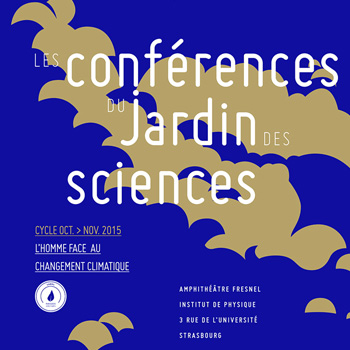 LES conférences
DU Jardin DES
sciences
CYCLE OCT. > NOV. 2015
L'HOMME FACE AU
CHANGEMENT CLIMATIQUE
AMPHITHÉÂTRE FRESNEL
INSTITUT DE PHYSIQUE
3 RUE DE L'UNIVERSITÉ
STRASBOURG